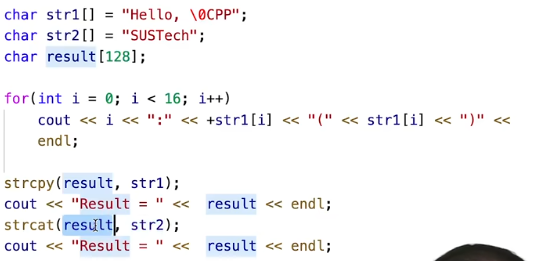 char str1[] = "Hello, \0CPP";
char str2[] = "SUSTech";
char result[128];
for(int i = 0; i < 16; i++)
cout << i << ":" << +str1[i] << "(" << str1[i] << ")" <<
endl;
strcpy(result, str1);
cout << "Result = " << result << endl;
strcat(result, str2);
cout << "Result = " << result << endl;